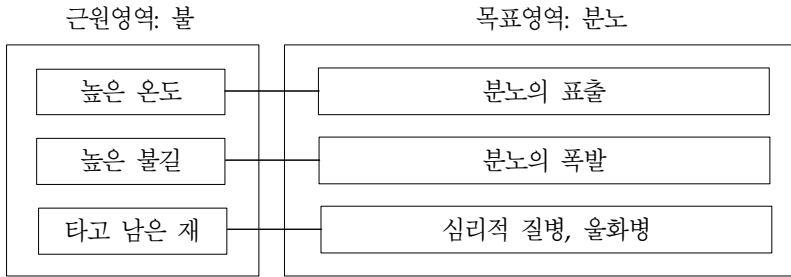 근원영역: 불 목표영역: 분노
높은 온도 분노의 표출
높은 불길 분노의 폭발
타고 남은 재 심리적 질병, 울화병